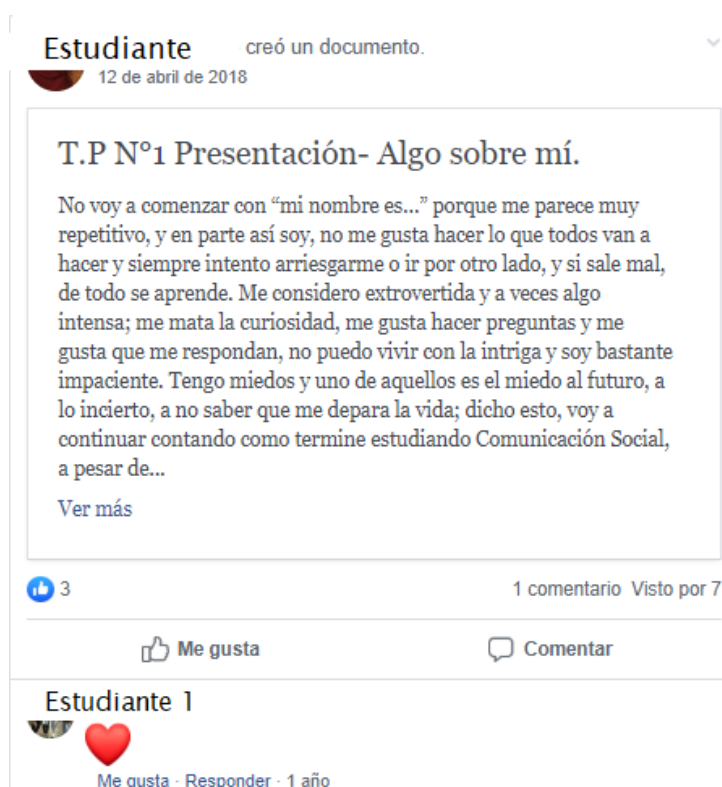 Estudiante creó un documento.
12 de abril de 2018
T.P N°1 Presentación- Algo sobre mí.
No voy a comenzar con “mi nombre es...” porque me parece muy
repetitivo, y en parte así soy, no me gusta hacer lo que todos van a
hacer y siempre intento arriesgarme o ir por otro lado, y si sale mal,
de todo se aprende. Me considero extrovertida y a veces algo
intensa; me mata la curiosidad, me gusta hacer preguntas y me
gusta que me respondan, no puedo vivir con la intriga y soy bastante
impaciente. Tengo miedos y uno de aquellos es el miedo al futuro, a
lo incierto, a no saber que me depara la vida; dicho esto, voy a
continuar contando como termine estudiando Comunicación Social,
a pesar de...
Ver más
3 1 comentario Visto por 7
Me gusta Comentar
Estudiante 1
Me gusta · Responder · 1 año